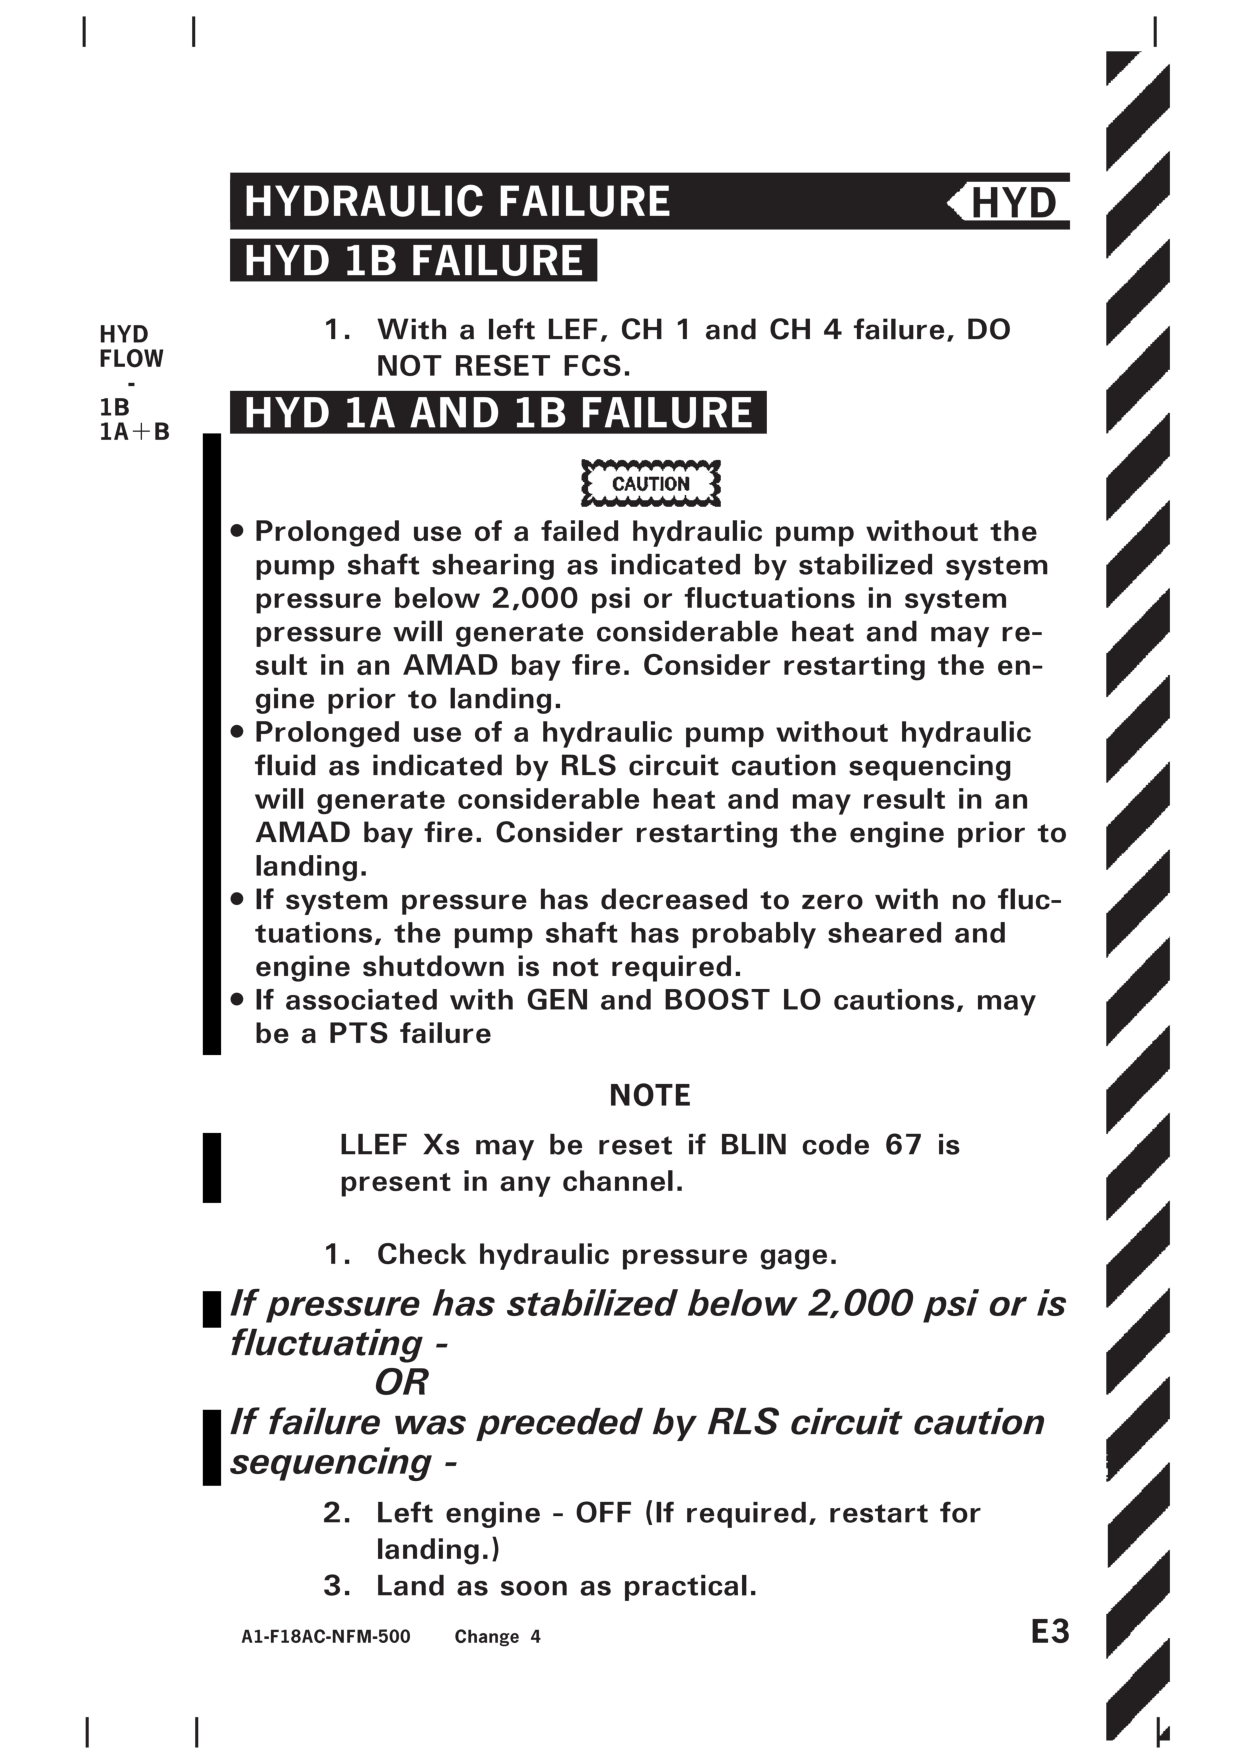 HYDRAULIC FAILURE
HYD
HYD 1B FAILURE
HYD
FLOW
-
1B
1A+B
1. With a left LEF, CH 1 and CH 4 failure, DO
NOT RESET FCS.
HYD 1A AND 1B FAILURE
CAUTION
● Prolonged use of a failed hydraulic pump without the
pump shaft shearing as indicated by stabilized system
pressure below 2,000 psi or fluctuations in system
pressure will generate considerable heat and may re-
sult in an AMAD bay fire. Consider restarting the en-
gine prior to landing.
● Prolonged use of a hydraulic pump without hydraulic
fluid as indicated by RLS circuit caution sequencing
will generate considerable heat and may result in an
AMAD bay fire. Consider restarting the engine prior to
landing.
● If system pressure has decreased to zero with no fluc-
tuations, the pump shaft has probably sheared and
engine shutdown is not required.
● If associated with GEN and BOOST LO cautions, may
be a PTS failure
NOTE
LLEF Xs may be reset if BLIN code 67 is
present in any channel.
1. Check hydraulic pressure gage.
If pressure has stabilized below 2,000 psi or is
fluctuating -
OR
If failure was preceded by RLS circuit caution
sequencing -
2. Left engine - OFF (If required, restart for
landing.)
3. Land as soon as practical.
A1-F18AC-NFM-500 Change 4
E3